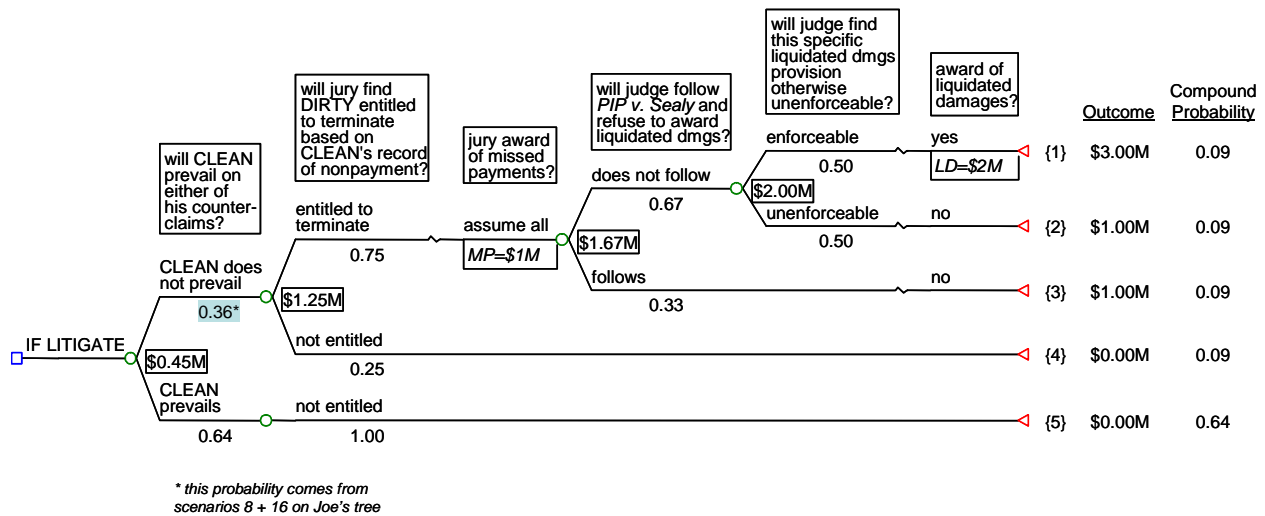 will judge find
this specific
liquidated dmgs
provision
otherwise
unenforceable?
award of
liquidated
damages?
will jury find
DIRTY entitled
to terminate
based on
CLEAN's record
of nonpayment?
will judge follow
PIP v. Sealy and
refuse to award
liquidated dmgs?
jury award
of missed
payments?
will CLEAN
prevail on
either of
his counter-
claims?
Compound
Outcome Probability
enforceable yes
0.50 LD=$2M {1} $3.00M 0.09
does not follow
0.67 $2.00M
unenforceable no
0.50 {2} $1.00M 0.09
entitled to
terminate assume all
0.75 MP=$1M $1.67M
follows no
0.33 {3} $1.00M 0.09
CLEAN does
not prevail
0.36* $1.25M
not entitled
0.25 {4} $0.00M 0.09
IF LITIGATE $0.45M
CLEAN
prevails not entitled
0.64 1.00 {5} $0.00M 0.64
* this probability comes from
scenarios 8 + 16 on Joe's tree